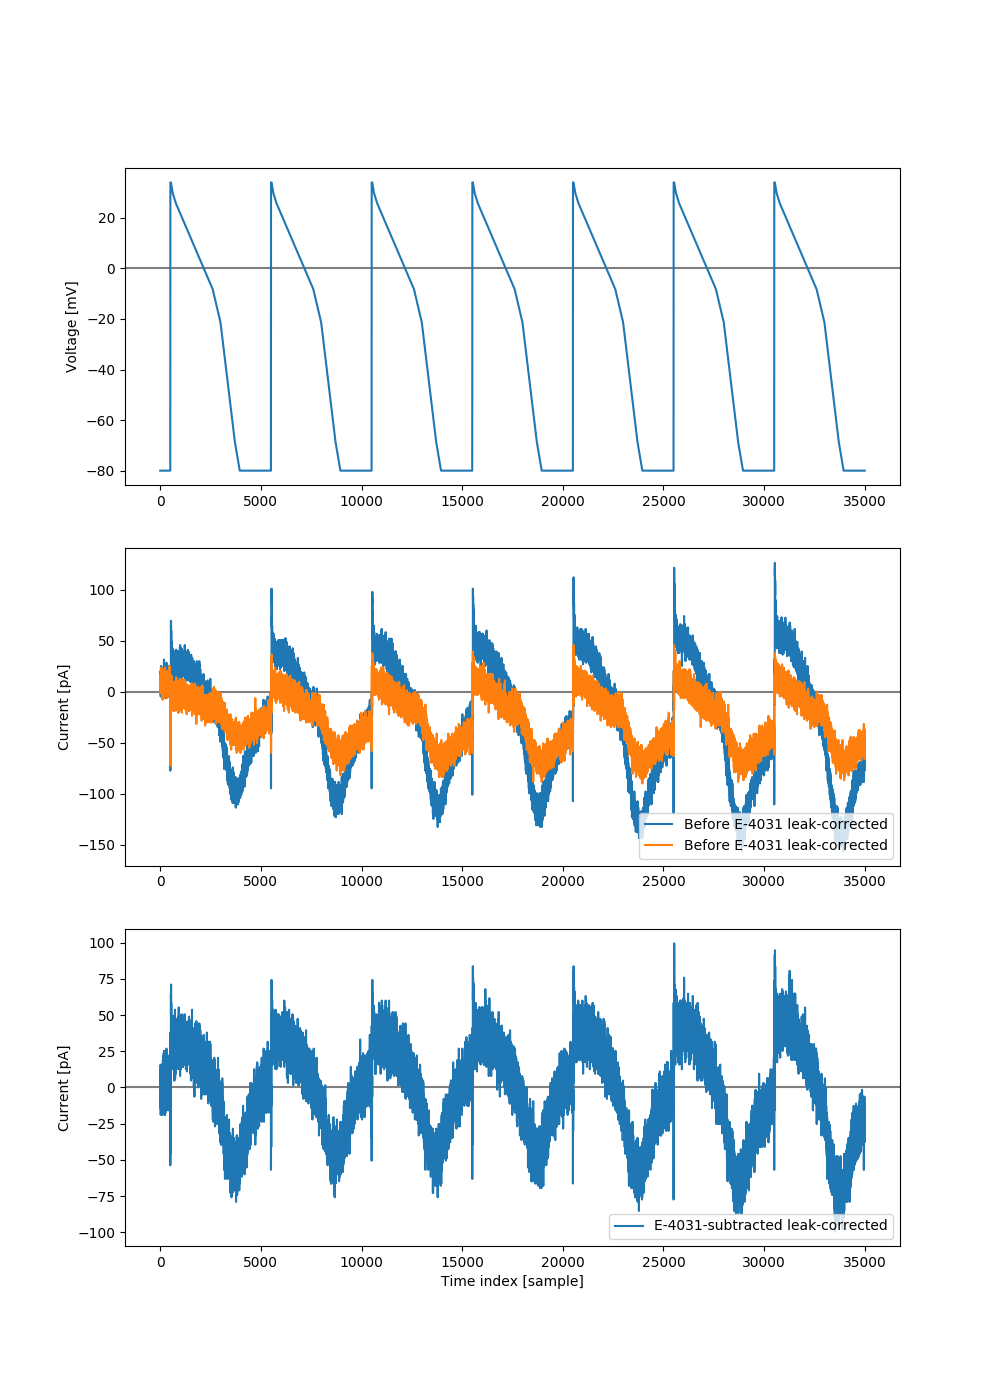 20
0
−20
−40
−60
−80
Voltage [mV]
0 5000 10000 15000 20000 25000 30000 35000
100
50
0
−50
−100
−150
Current [pA]
Before E-4031 leak-corrected
Before E-4031 leak-corrected
0 5000 10000 15000 20000 25000 30000 35000
100
75
50
25
0
−25
−50
−75
−100
Current [pA]
E-4031-subtracted leak-corrected
0 5000 10000 15000 20000 25000 30000 35000
Time index [sample]